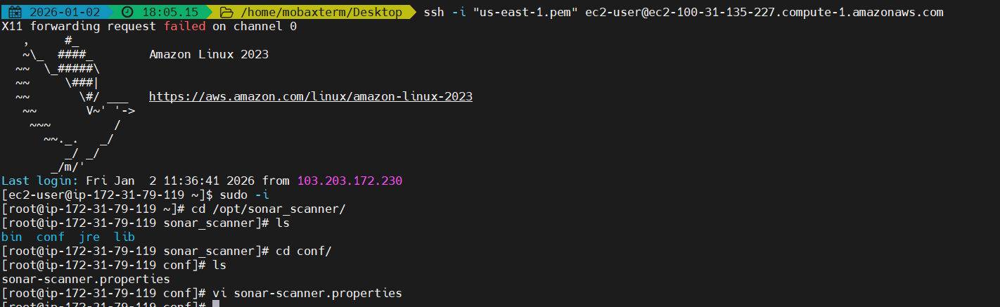 2026-01-02 18:05.15 /home/mobaxterm/Desktop ssh -i "us-east-1.pem" ec2-user@ec2-100-31-135-227.compute-1.amazonaws.com
X11 forwarding request failed on channel 0
   ,     #_
   ~\_  ####_        Amazon Linux 2023
  ~~  \_#####\
  ~~     \###|
  ~~       \#/ ___   https://aws.amazon.com/linux/amazon-linux-2023
   ~~       V~' '->
    ~~~         /
      ~~._.   _/
         _/ _/
       _/m/'
Last login: Fri Jan  2 11:36:41 2026 from 103.203.172.230
[ec2-user@ip-172-31-79-119 ~]$ sudo -i
[root@ip-172-31-79-119 ~]# cd /opt/sonar_scanner/
[root@ip-172-31-79-119 sonar_scanner]# ls
bin  conf  jre  lib
[root@ip-172-31-79-119 sonar_scanner]# cd conf/
[root@ip-172-31-79-119 conf]# ls
sonar-scanner.properties
[root@ip-172-31-79-119 conf]# vi sonar-scanner.properties
[root@ip-172-31-79-119 conf]#